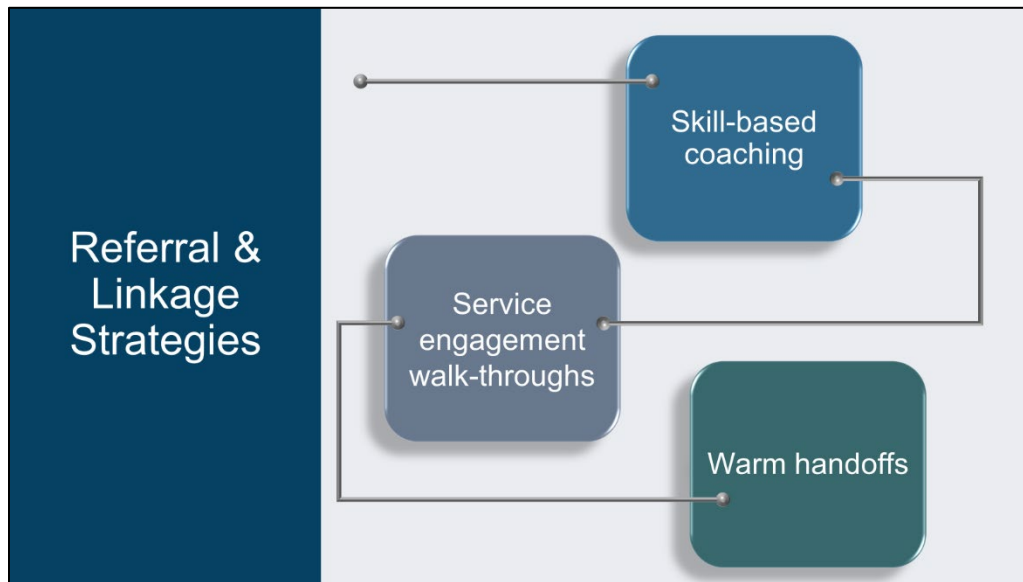 Referral &
Linkage
Strategies
Skill-based
coaching
Service
engagement
walk-throughs
Warm handoffs